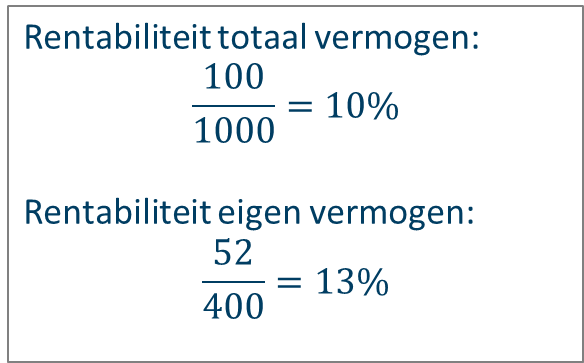 Rentabiliteit totaal vermogen:
100/1000 = 10%
Rentabiliteit eigen vermogen:
52/400 = 13%